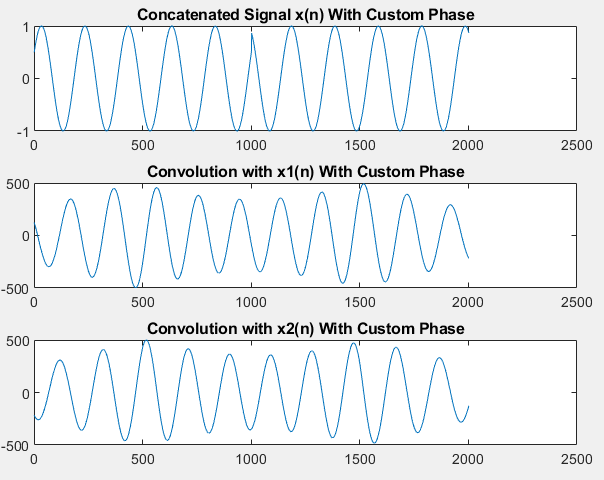 Concatenated Signal x(n) With Custom Phase
1
0
-1
0 500 1000 1500 2000 2500
Convolution with x1(n) With Custom Phase
500
0
-500
0 500 1000 1500 2000 2500
Convolution with x2(n) With Custom Phase
500
0
-500
0 500 1000 1500 2000 2500